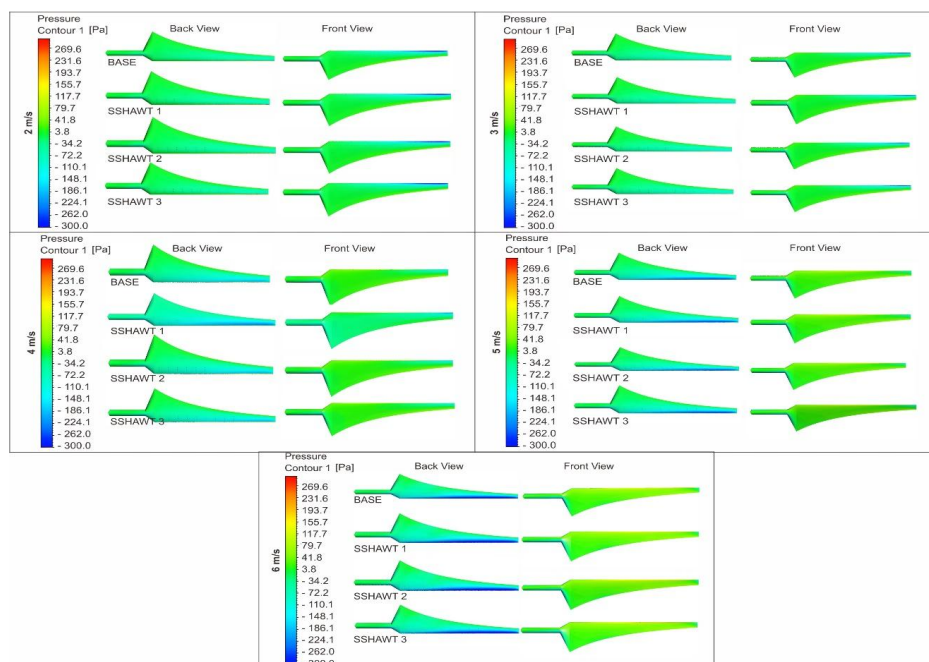 Pressure
Contour 1 [Pa]
Back View
Front View
269.6
231.6
193.7
155.7
117.7
79.7
41.8
3.8
- 34.2
- 72.2
- 110.1
- 148.1
- 186.1
- 224.1
- 262.0
- 300.0
2 m/s
BASE
SSHAWT 1
SSHAWT 2
SSHAWT 3
Pressure
Contour 1 [Pa]
Back View
Front View
269.6
231.6
193.7
155.7
117.7
79.7
41.8
3.8
- 34.2
- 72.2
- 110.1
- 148.1
- 186.1
- 224.1
- 262.0
- 300.0
3 m/s
BASE
SSHAWT 1
SSHAWT 2
SSHAWT 3
Pressure
Contour 1 [Pa]
Back View
Front View
269.6
231.6
193.7
155.7
117.7
79.7
41.8
3.8
- 34.2
- 72.2
- 110.1
- 148.1
- 186.1
- 224.1
- 262.0
- 300.0
4 m/s
BASE
SSHAWT 1
SSHAWT 2
SSHAWT 3
Pressure
Contour 1 [Pa]
Back View
Front View
269.6
231.6
193.7
155.7
117.7
79.7
41.8
3.8
- 34.2
- 72.2
- 110.1
- 148.1
- 186.1
- 224.1
- 262.0
- 300.0
5 m/s
BASE
SSHAWT 1
SSHAWT 2
SSHAWT 3
Pressure
Contour 1 [Pa]
Back View
Front View
269.6
231.6
193.7
155.7
117.7
79.7
41.8
3.8
- 34.2
- 72.2
- 110.1
- 148.1
- 186.1
- 224.1
- 262.0
6 m/s
BASE
SSHAWT 1
SSHAWT 2
SSHAWT 3